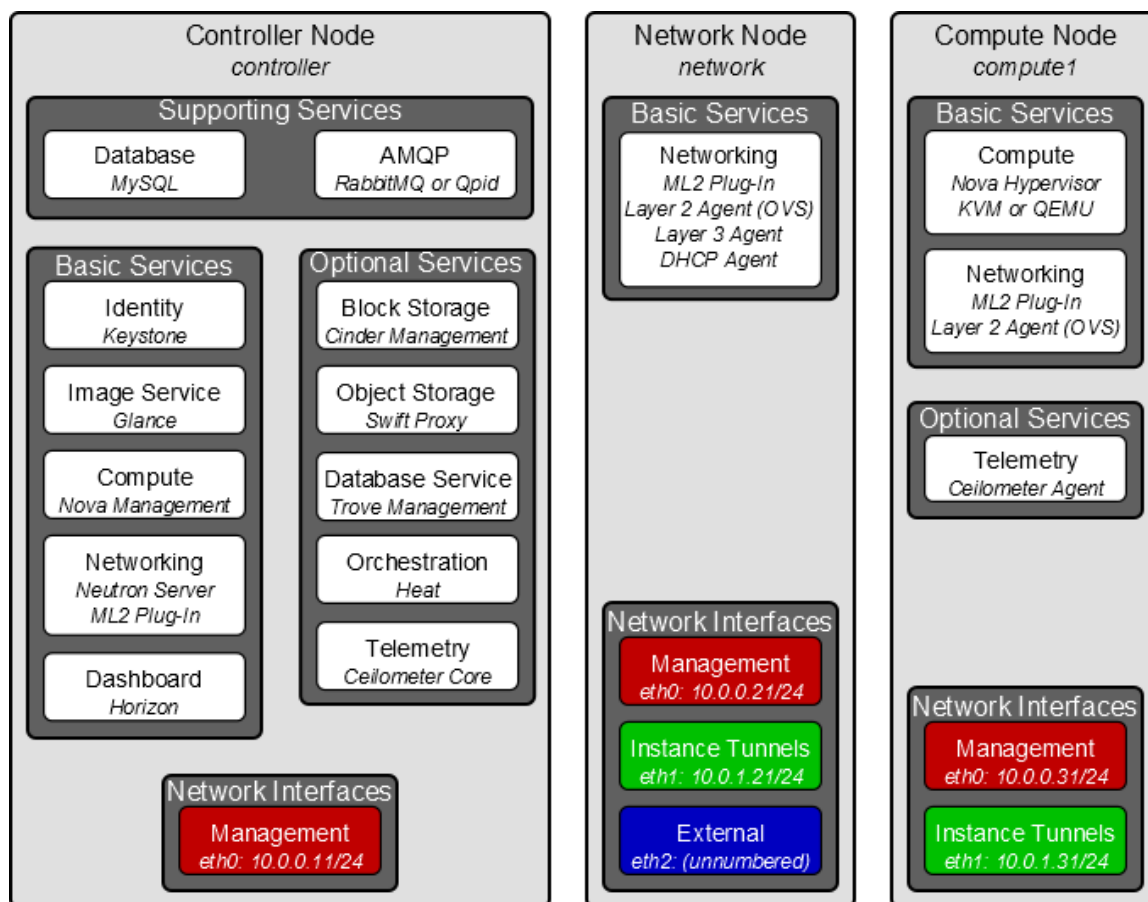 Controller Node
controller
Supporting Services
Database
MySQL
AMQP
RabbitMQ or Qpid
Basic Services
Identity
Keystone
Image Service
Glance
Compute
Nova Management
Networking
Neutron Server
ML2 Plug-In
Dashboard
Horizon
Optional Services
Block Storage
Cinder Management
Object Storage
Swift Proxy
Database Service
Trove Management
Orchestration
Heat
Telemetry
Ceilometer Core
Network Interfaces
Management
eth0: 10.0.0.11/24
Network Node
network
Basic Services
Networking
ML2 Plug-In
Layer 2 Agent (OVS)
Layer 3 Agent
DHCP Agent
Network Interfaces
Management
eth0: 10.0.0.21/24
Instance Tunnels
eth1: 10.0.1.21/24
External
eth2: (unnumbered)
Compute Node
compute1
Basic Services
Compute
Nova Hypervisor
KVM or QEMU
Networking
ML2 Plug-In
Layer 2 Agent (OVS)
Optional Services
Telemetry
Ceilometer Agent
Network Interfaces
Management
eth0: 10.0.0.31/24
Instance Tunnels
eth1: 10.0.1.31/24